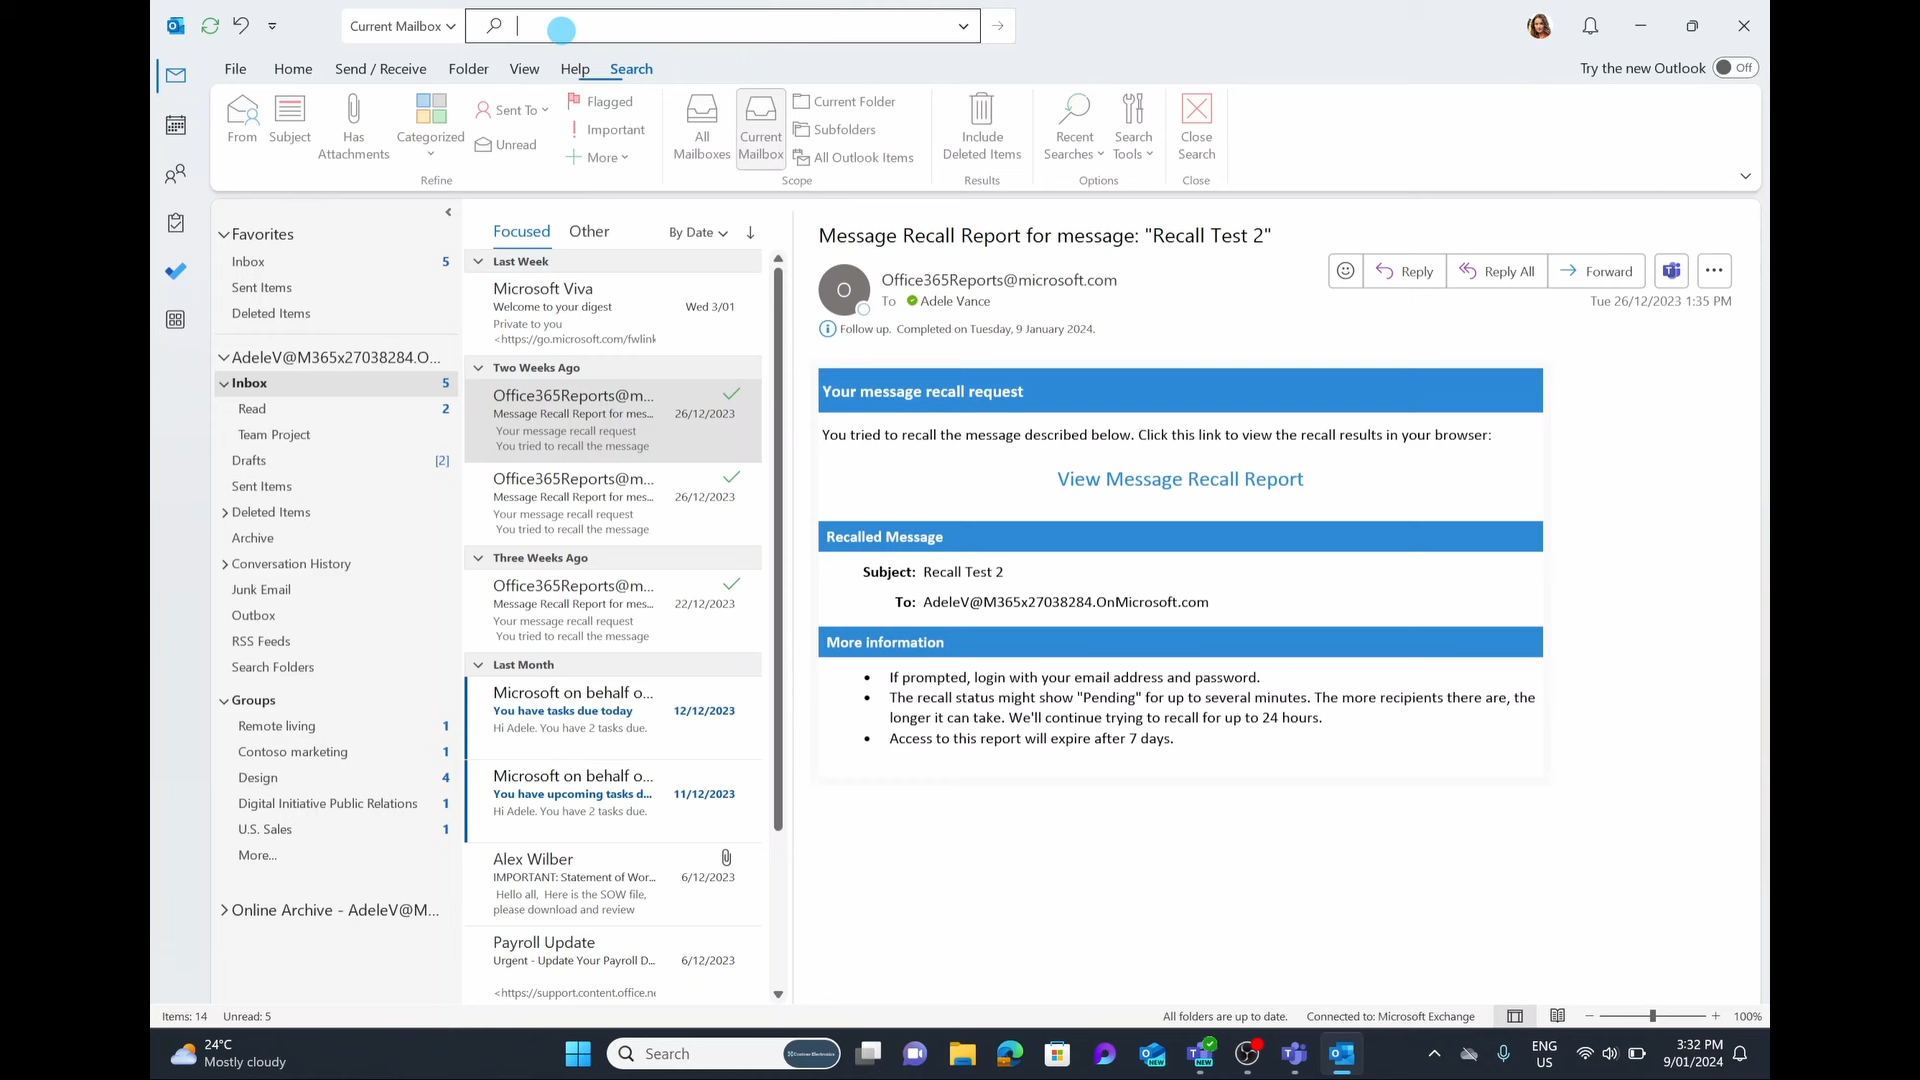 Current Mailbox
File Home Send / Receive Folder View Help Search
Try the new Outlook Off
From
Subject
Has
Attachments
Categorized
Sent To
Unread
Flagged
Important
More
Refine
All
Mailboxes
Current
Mailbox
Current Folder
Subfolders
All Outlook Items
Scope
Include
Deleted Items
Results
Recent
Searches
Search
Tools
Options
Close
Search
Close
Favorites
Inbox 5
Sent Items
Deleted Items
AdeleV@M365x27038284.O...
Inbox 5
Read 2
Team Project
Drafts [2]
Sent Items
Deleted Items
Archive
Conversation History
Junk Email
Outbox
RSS Feeds
Search Folders
Groups
Remote living 1
Contoso marketing 1
Design 4
Digital Initiative Public Relations 1
U.S. Sales 1
More...
Online Archive - AdeleV@M...
Focused Other By Date
Last Week
Microsoft Viva
Welcome to your digest Wed 3/01
Private to you
<https://go.microsoft.com/fwlink
Two Weeks Ago
Office365Reports@m...
Message Recall Report for mes... 26/12/2023
Your message recall request
You tried to recall the message
Office365Reports@m...
Message Recall Report for mes... 26/12/2023
Your message recall request
You tried to recall the message
Three Weeks Ago
Office365Reports@m...
Message Recall Report for mes... 22/12/2023
Your message recall request
You tried to recall the message
Last Month
Microsoft on behalf o...
You have tasks due today 12/12/2023
Hi Adele. You have 2 tasks due.
Microsoft on behalf o...
You have upcoming tasks d... 11/12/2023
Hi Adele. You have 2 tasks due.
Alex Wilber
IMPORTANT: Statement of Wor... 6/12/2023
Hello all, Here is the SOW file,
please download and review
Payroll Update
Urgent - Update Your Payroll D... 6/12/2023
<https://support.content.office.ne
Message Recall Report for message: "Recall Test 2"
O
Office365Reports@microsoft.com
To Adele Vance
Reply Reply All Forward
Tue 26/12/2023 1:35 PM
Follow up. Completed on Tuesday, 9 January 2024.
Your message recall request
You tried to recall the message described below. Click this link to view the recall results in your browser:
View Message Recall Report
Recalled Message
Subject: Recall Test 2
To: AdeleV@M365x27038284.OnMicrosoft.com
More information
• If prompted, login with your email address and password.
• The recall status might show "Pending" for up to several minutes. The more recipients there are, the
longer it can take. We'll continue trying to recall for up to 24 hours.
• Access to this report will expire after 7 days.
Items: 14 Unread: 5
All folders are up to date. Connected to: Microsoft Exchange 100%
24°C
Mostly cloudy
Search
Contoso Electronics
NEW
NEW
ENG
US
3:32 PM
9/01/2024